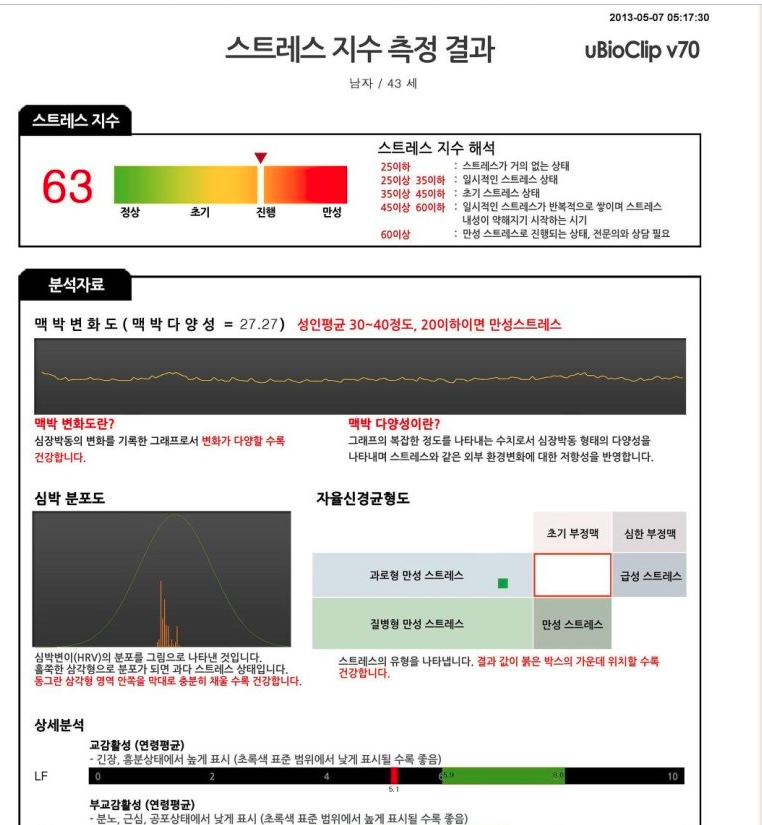 2013-05-07 05:17:30
스트레스 지수 측정 결과
uBioClip v70
남자 / 43 세
스트레스 지수
63
정상 초기 진행 만성
스트레스 지수 해석
25이하 : 스트레스가 거의 없는 상태
25이상 35이하 : 일시적인 스트레스 상태
35이상 45이하 : 초기 스트레스 상태
45이상 60이하 : 일시적인 스트레스가 반복적으로 쌓이며 스트레스
내성이 약해지기 시작하는 시기
60이상 : 만성 스트레스로 진행되는 상태, 전문의와 상담 필요
분석자료
맥박변화도(맥박다양성 = 27.27) 성인평균 30~40정도, 20이하이면 만성스트레스
맥박 변화도란?
심장박동의 변화를 기록한 그래프로서 변화가 다양할 수록
건강합니다.
맥박 다양성이란?
그래프의 복잡한 정도를 나타내는 수치로서 심장박동 형태의 다양성을
나타내며 스트레스와 같은 외부 환경변화에 대한 저항성을 반영합니다.
심박 분포도
심박변이(HRV)의 분포를 그림으로 나타낸 것입니다.
홀쭉한 삼각형으로 분포가 되면 과다 스트레스 상태입니다.
동그란 삼각형 영역 안쪽을 막대로 충분히 채울 수록 건강합니다.
자율신경균형도
초기 부정맥 심한 부정맥
과로형 만성 스트레스 급성 스트레스
질병형 만성 스트레스 만성 스트레스
스트레스의 유형을 나타냅니다. 결과 값이 붉은 박스의 가운데 위치할 수록
건강합니다.
상세분석
교감활성 (연령평균)
- 긴장, 흥분상태에서 높게 표시 (초록색 표준 범위에서 낮게 표시될 수록 좋음)
LF 0 2 4 6 5.9 8.0 10
5.1
부교감활성 (연령평균)
- 분노, 근심, 공포상태에서 낮게 표시 (초록색 표준 범위에서 높게 표시될 수록 좋음)